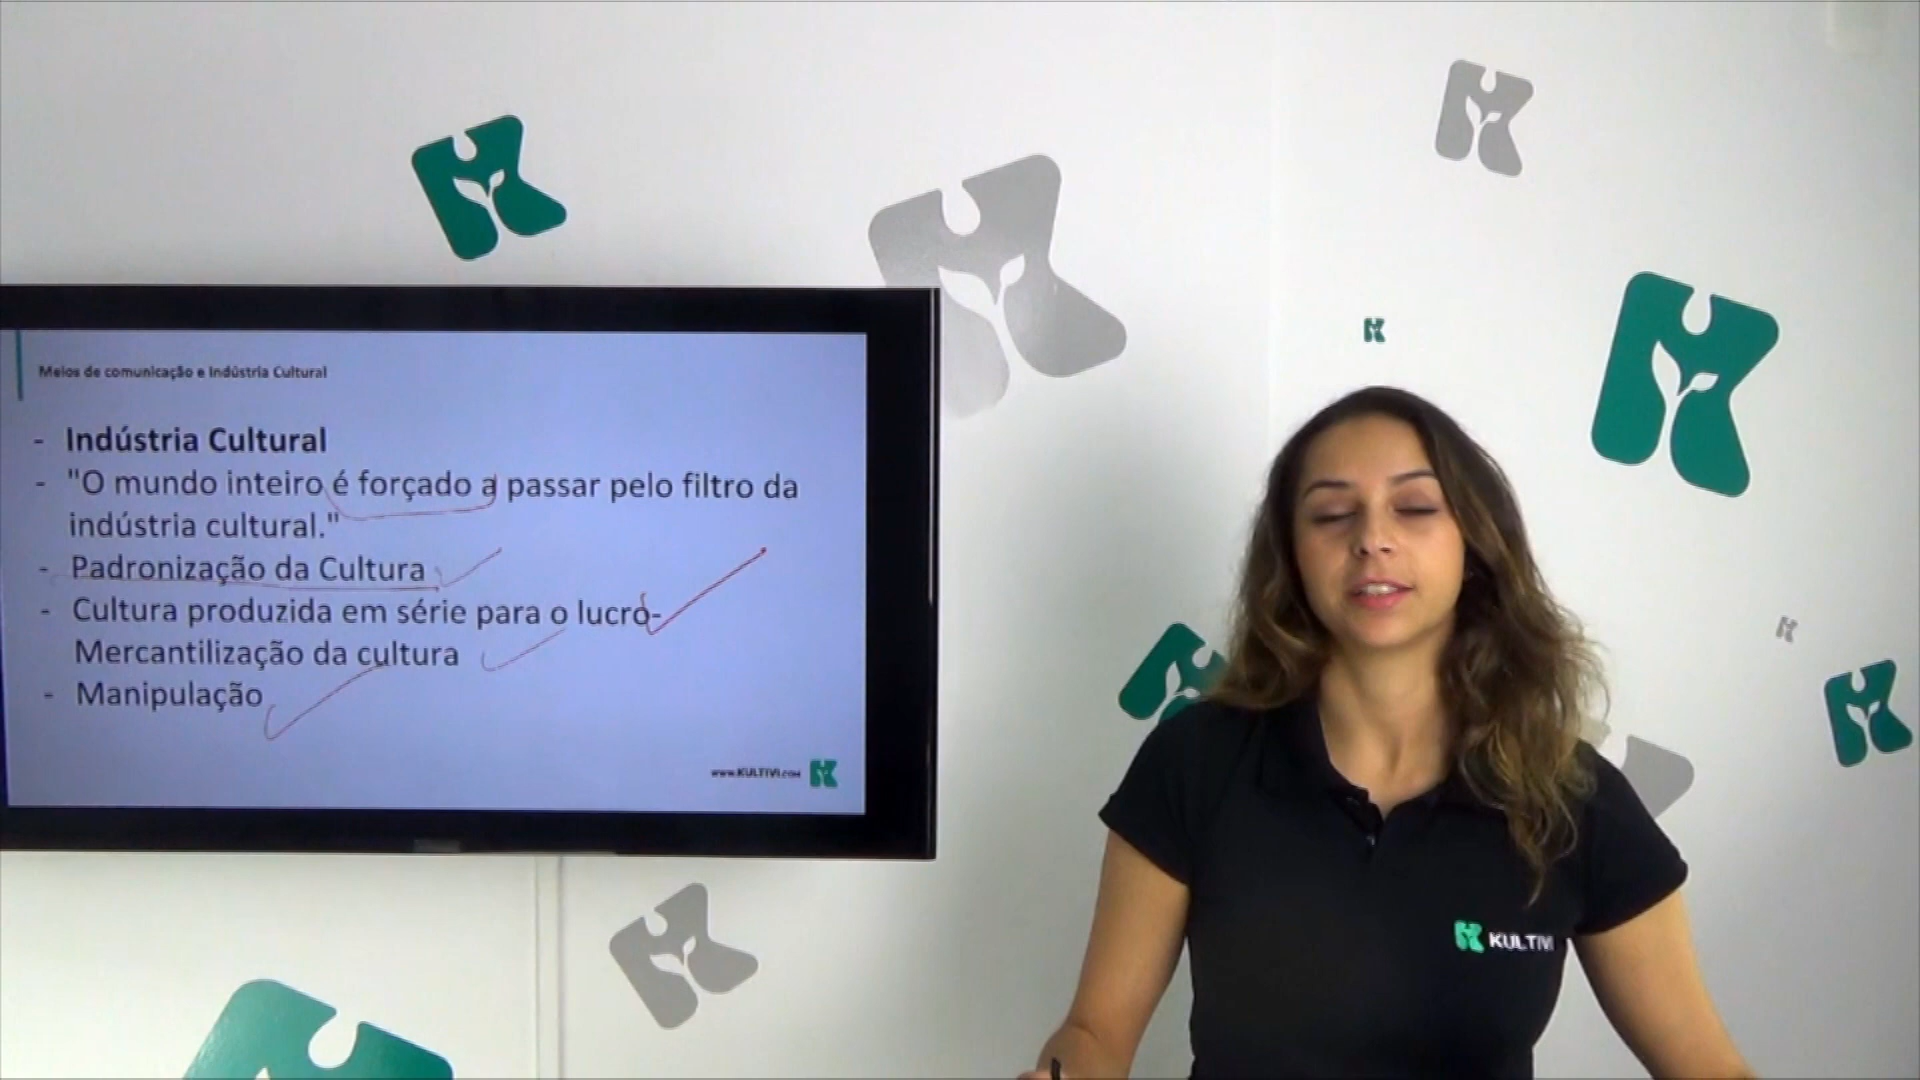 Meios de comunicação e Indústria Cultural
- Indústria Cultural
- "O mundo inteiro é forçado a passar pelo filtro da
indústria cultural."
- Padronização da Cultura
- Cultura produzida em série para o lucro-
Mercantilização da cultura
- Manipulação
www.KULTIVI.COM
KULTIVI